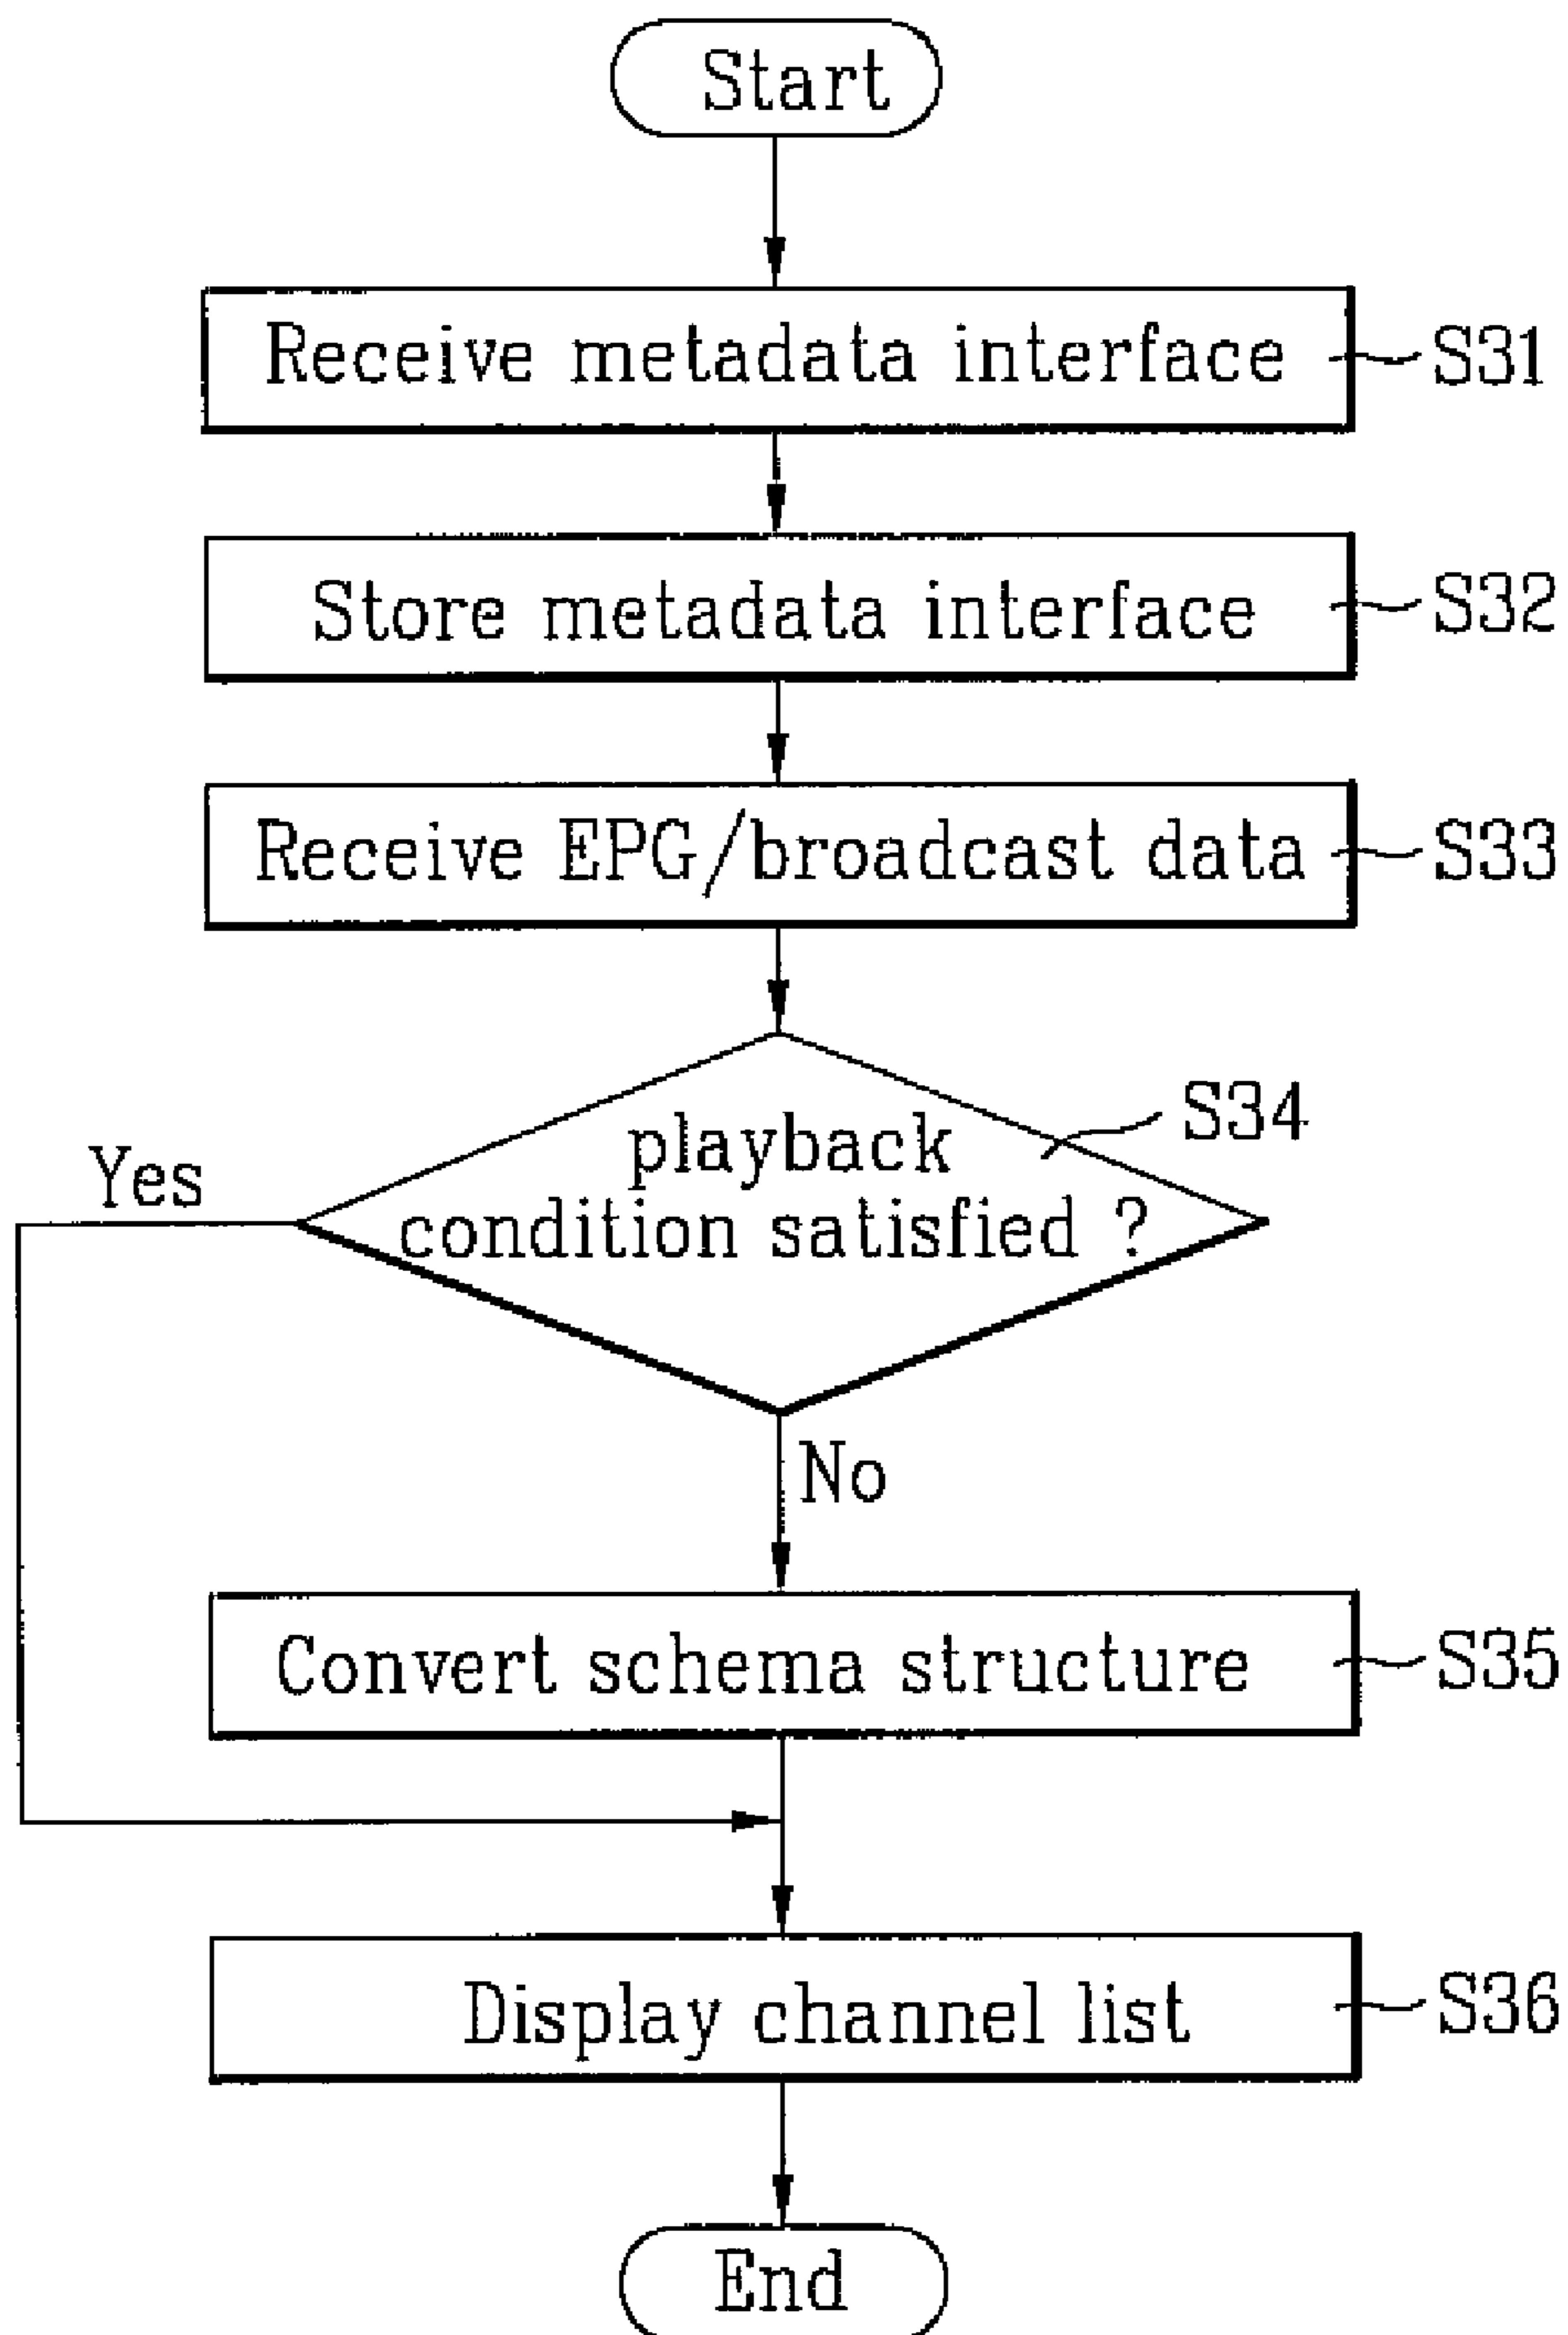 Start
Receive metadata interface
S31
Store metadata interface
S32
Receive EPG/broadcast data
S33
S34
playback
Yes
condition satisfied ?
No
Convert schema structure
S35
Display channel list
S36
End